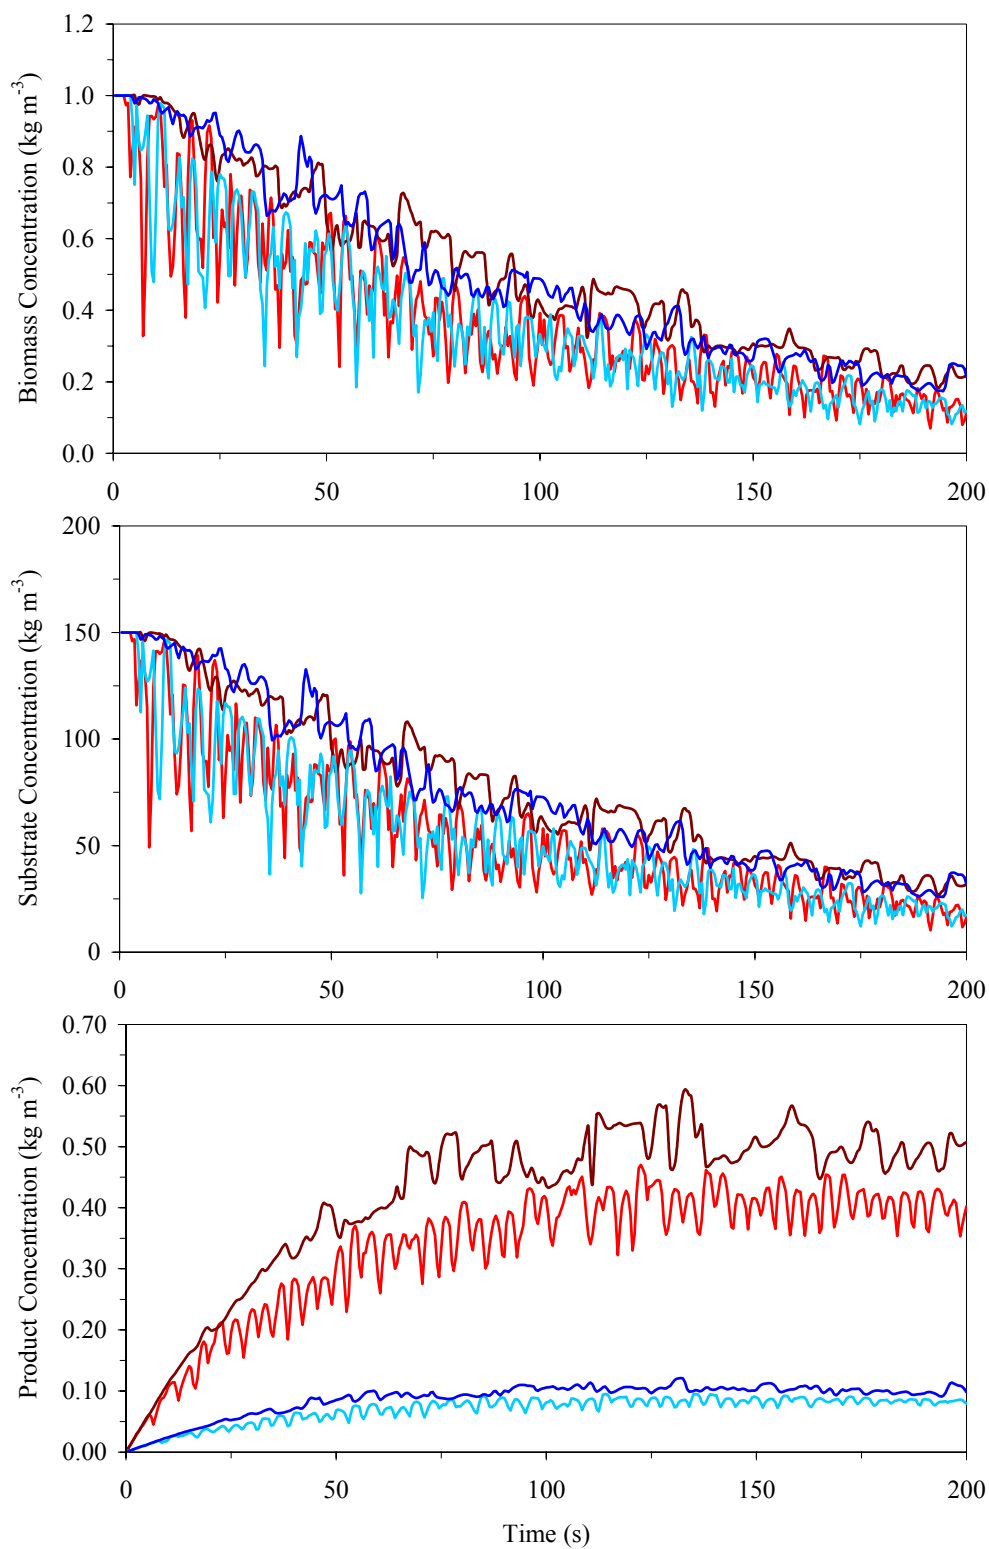 Biomass Concentration (kg m-3)
1.2
1.0
0.8
0.6
0.4
0.2
0.0
0 50 100 150 200
Substrate Concentration (kg m-3)
200
150
100
50
0
0 50 100 150 200
Product Concentration (kg m-3)
0.70
0.60
0.50
0.40
0.30
0.20
0.10
0.00
0 50 100 150 200
Time (s)